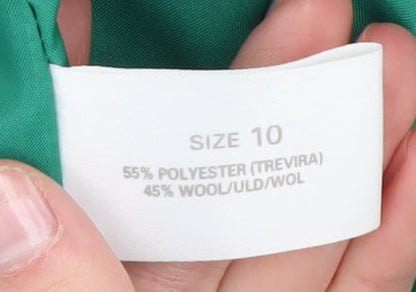 SIZE 10
55% POLYESTER (TREVIRA)
45% WOOL/ULD/WOL